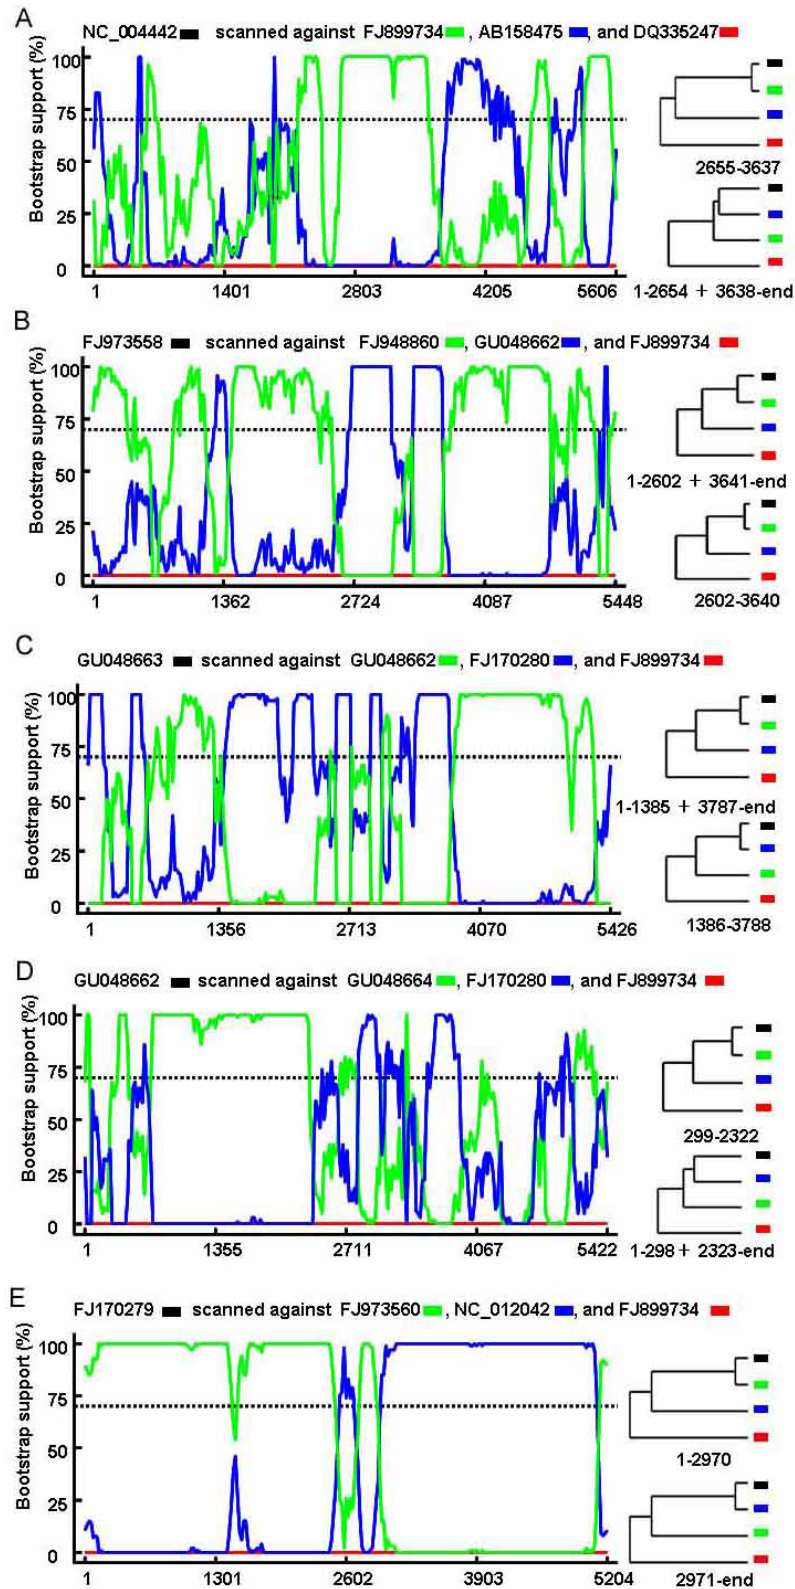 A
NC_004442 scanned against FJ899734, AB158475, and DQ335247
Bootstrap support (%)
100
75
50
25
0
1 1401 2803 4205 5606
2655-3637
1-2654 + 3638-end
B
FJ973558 scanned against FJ948860, GU048662, and FJ899734
Bootstrap support (%)
100
75
50
25
0
1 1362 2724 4087 5448
1-2602 + 3641-end
2602-3640
C
GU048663 scanned against GU048662, FJ170280, and FJ899734
Bootstrap support (%)
100
75
50
25
0
1 1356 2713 4070 5426
1-1385 + 3787-end
1386-3788
D
GU048662 scanned against GU048664, FJ170280, and FJ899734
Bootstrap support (%)
100
75
50
25
0
1 1355 2711 4067 5422
299-2322
1-298 + 2323-end
E
FJ170279 scanned against FJ973560, NC_012042, and FJ899734
Bootstrap support (%)
100
75
50
25
0
1 1301 2602 3903 5204
1-2970
2971-end